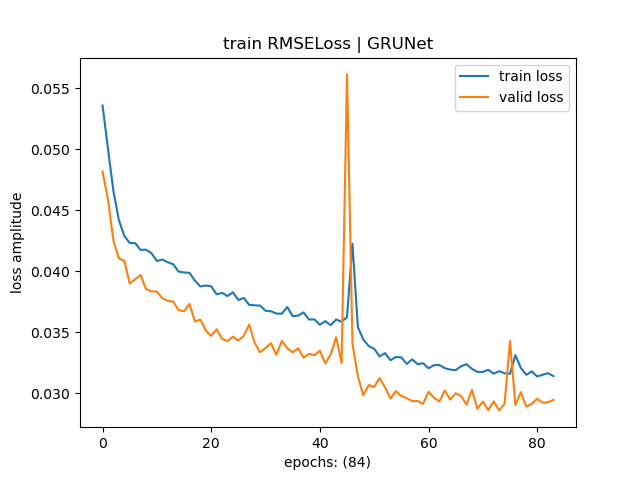 train RMSELoss | GRUNet
train loss
valid loss
0.055
0.050
0.045
0.040
0.035
0.030
loss amplitude
0 20 40 60 80
epochs: (84)